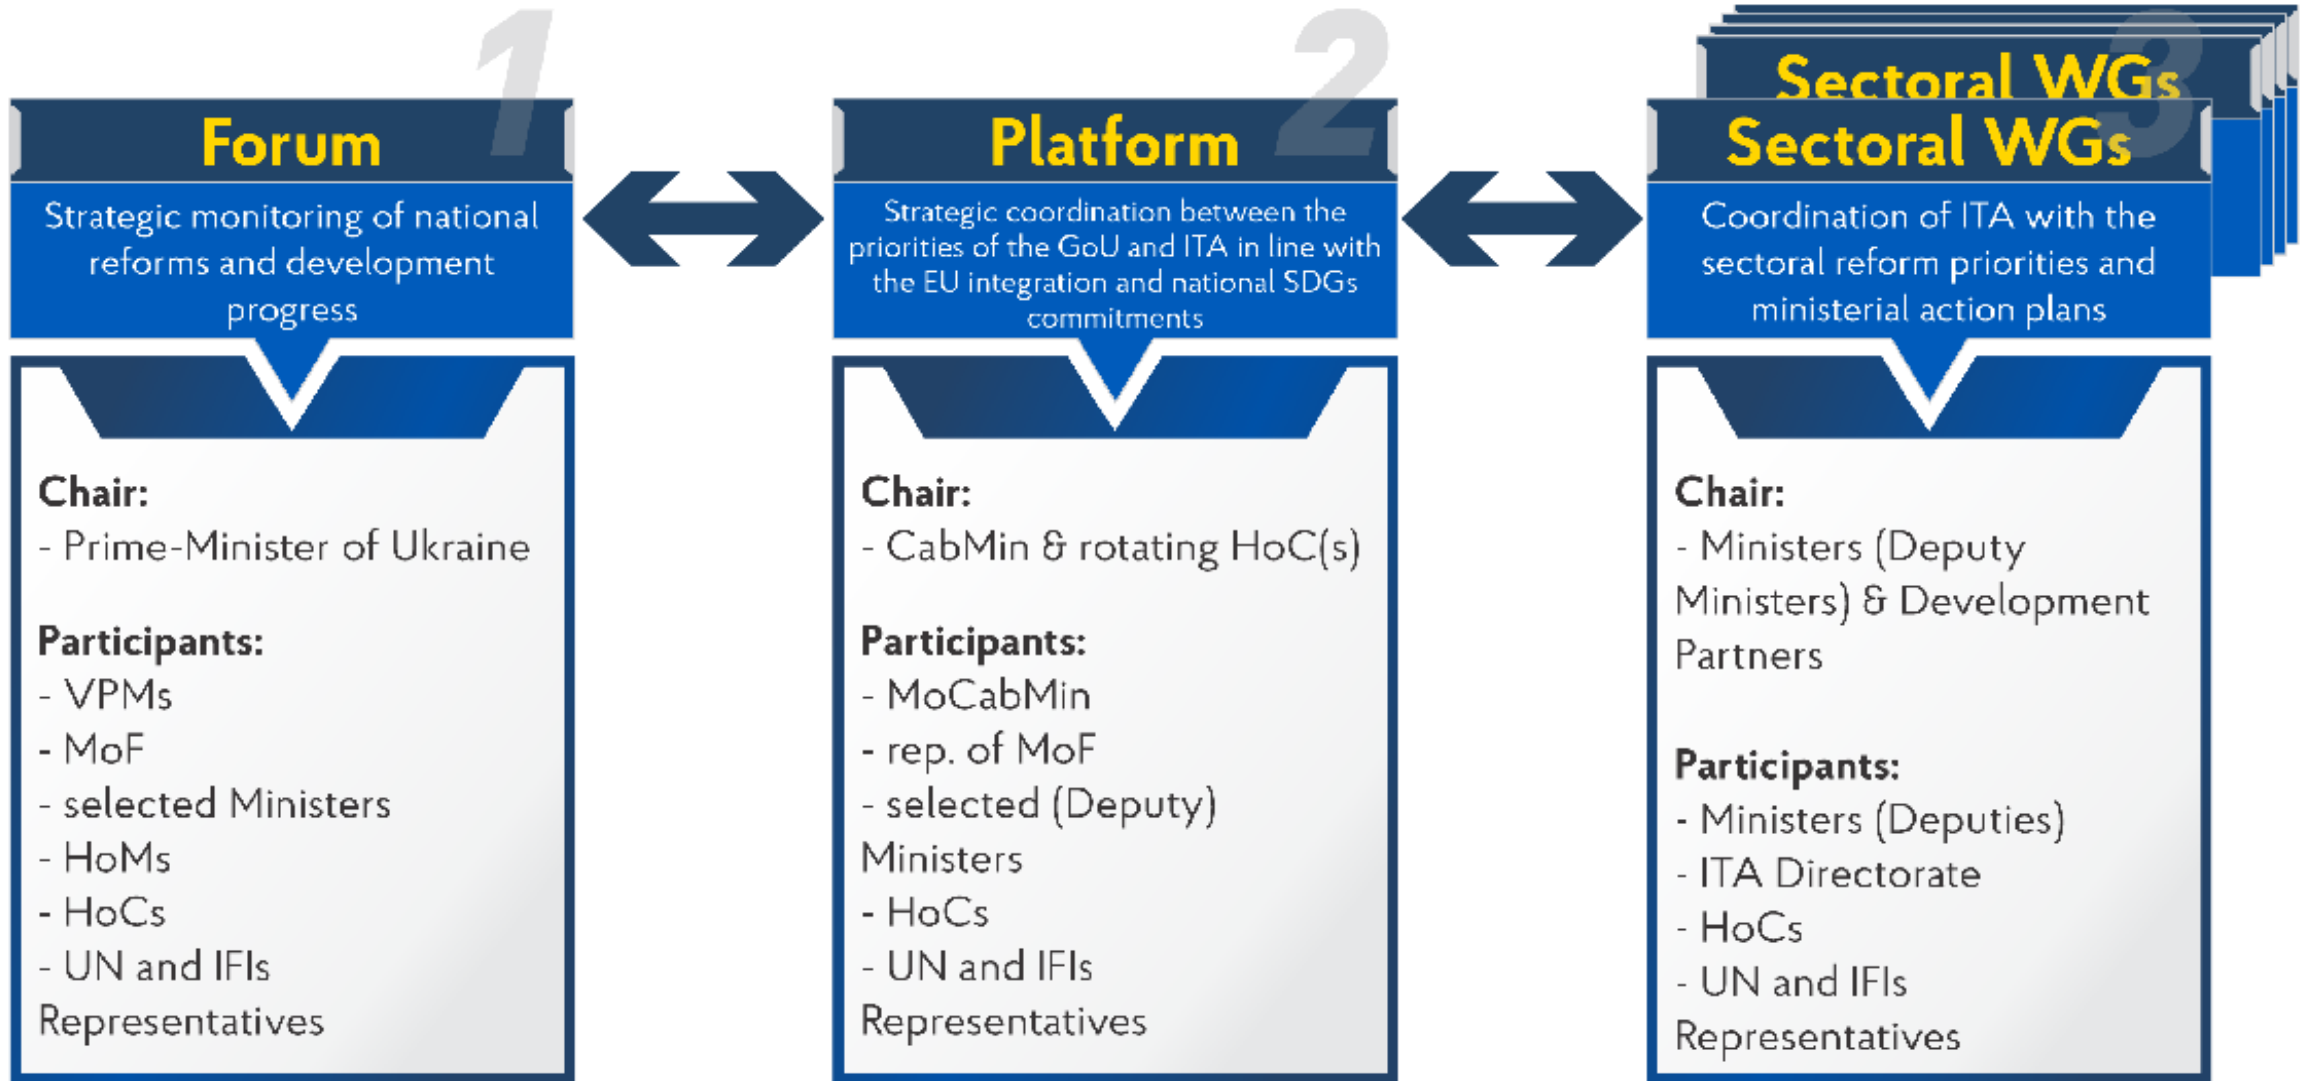 1
Forum
Strategic monitoring of national
reforms and development
progress
Chair:
- Prime-Minister of Ukraine
Participants:
- VPMs
- MoF
- selected Ministers
- HoMs
- HoCs
- UN and IFIs
Representatives
2
Platform
Strategic coordination between the
priorities of the GoU and ITA in line with
the EU integration and national SDGs
commitments
Chair:
- CabMin & rotating HoC(s)
Participants:
- MoCabMin
- rep. of MoF
- selected (Deputy)
Ministers
- HoCs
- UN and IFIs
Representatives
3
Sectoral WGs
Sectoral WGs
Coordination of ITA with the
sectoral reform priorities and
ministerial action plans
Chair:
- Ministers (Deputy
Ministers) & Development
Partners
Participants:
- Ministers (Deputies)
- ITA Directorate
- HoCs
- UN and IFIs
Representatives